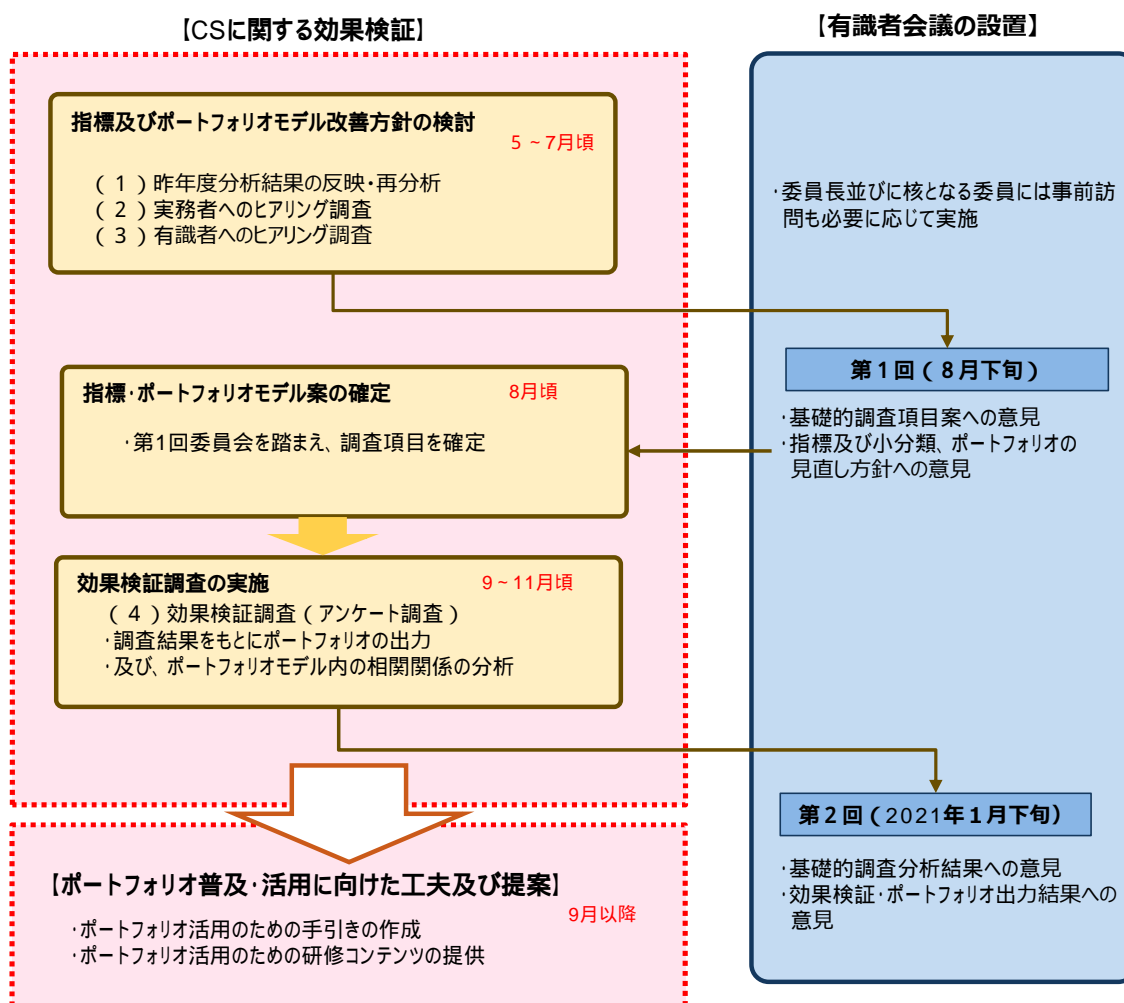 【CSに関する効果検証】
指標及びポートフォリオモデル改善方針の検討
5~7月頃
(1)昨年度分析結果の反映・再分析
(2)実務者へのヒアリング調査
(3)有識者へのヒアリング調査
指標・ポートフォリオモデル案の確定
8月頃
・第1回委員会を踏まえ、調査項目を確定
効果検証調査の実施
9~11月頃
(4)効果検証調査(アンケート調査)
・調査結果をもとにポートフォリオの出力
・及び、ポートフォリオモデル内の相関関係の分析
【ポートフォリオ普及・活用に向けた工夫及び提案】
9月以降
・ポートフォリオ活用のための手引きの作成
・ポートフォリオ活用のための研修コンテンツの提供
【有識者会議の設置】
・委員長並びに核となる委員には事前訪
問も必要に応じて実施
第1回(8月下旬)
・基礎的調査項目案への意見
・指標及び小分類、ポートフォリオの
見直し方針への意見
第2回(2021年1月下旬)
・基礎的調査分析結果への意見
・効果検証・ポートフォリオ出力結果への
意見